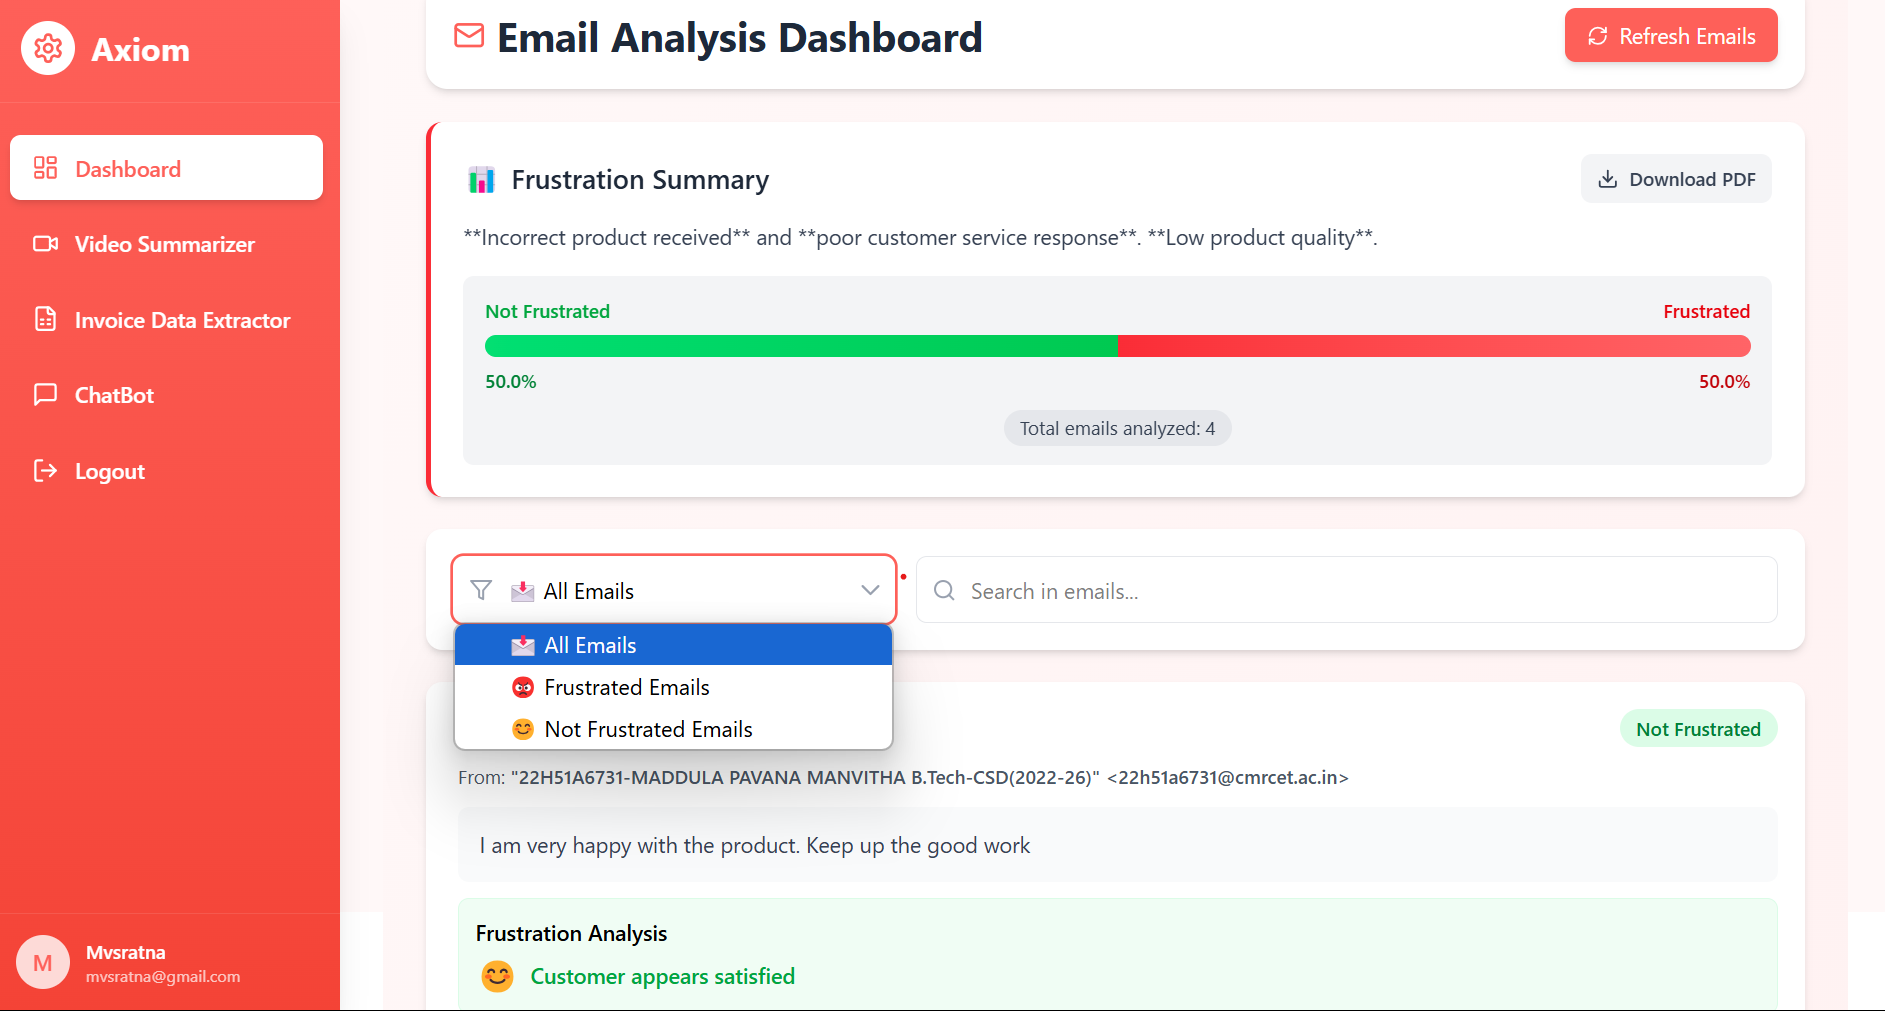 Axiom
Dashboard
Video Summarizer
Invoice Data Extractor
ChatBot
Logout
M
Mvsratna
mvsratna@gmail.com
Email Analysis Dashboard
Refresh Emails
Frustration Summary
Download PDF
**Incorrect product received** and **poor customer service response**. **Low product quality**.
Not Frustrated
Frustrated
50.0%
50.0%
Total emails analyzed: 4
All Emails
Search in emails...
All Emails
Frustrated Emails
Not Frustrated Emails
Not Frustrated
From: "22H51A6731-MADDULA PAVANA MANVITHA B.Tech-CSD(2022-26)" <22h51a6731@cmrcet.ac.in>
I am very happy with the product. Keep up the good work
Frustration Analysis
Customer appears satisfied